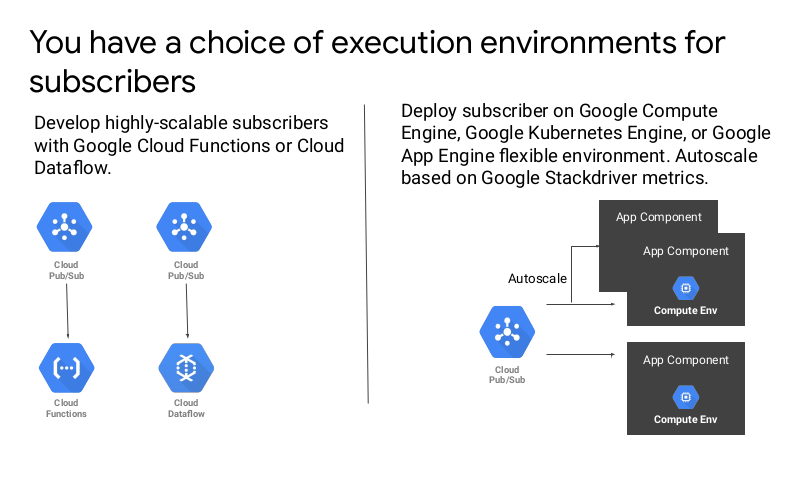 You have a choice of execution environments for
subscribers
Develop highly-scalable subscribers
with Google Cloud Functions or Cloud
Dataflow.
Deploy subscriber on Google Compute
Engine, Google Kubernetes Engine, or Google
App Engine flexible environment. Autoscale
based on Google Stackdriver metrics.
Cloud
Pub/Sub
Cloud
Pub/Sub
Cloud
Functions
Cloud
Dataflow
App Component
App Component
Autoscale
Compute Env
Cloud
Pub/Sub
App Component
Compute Env